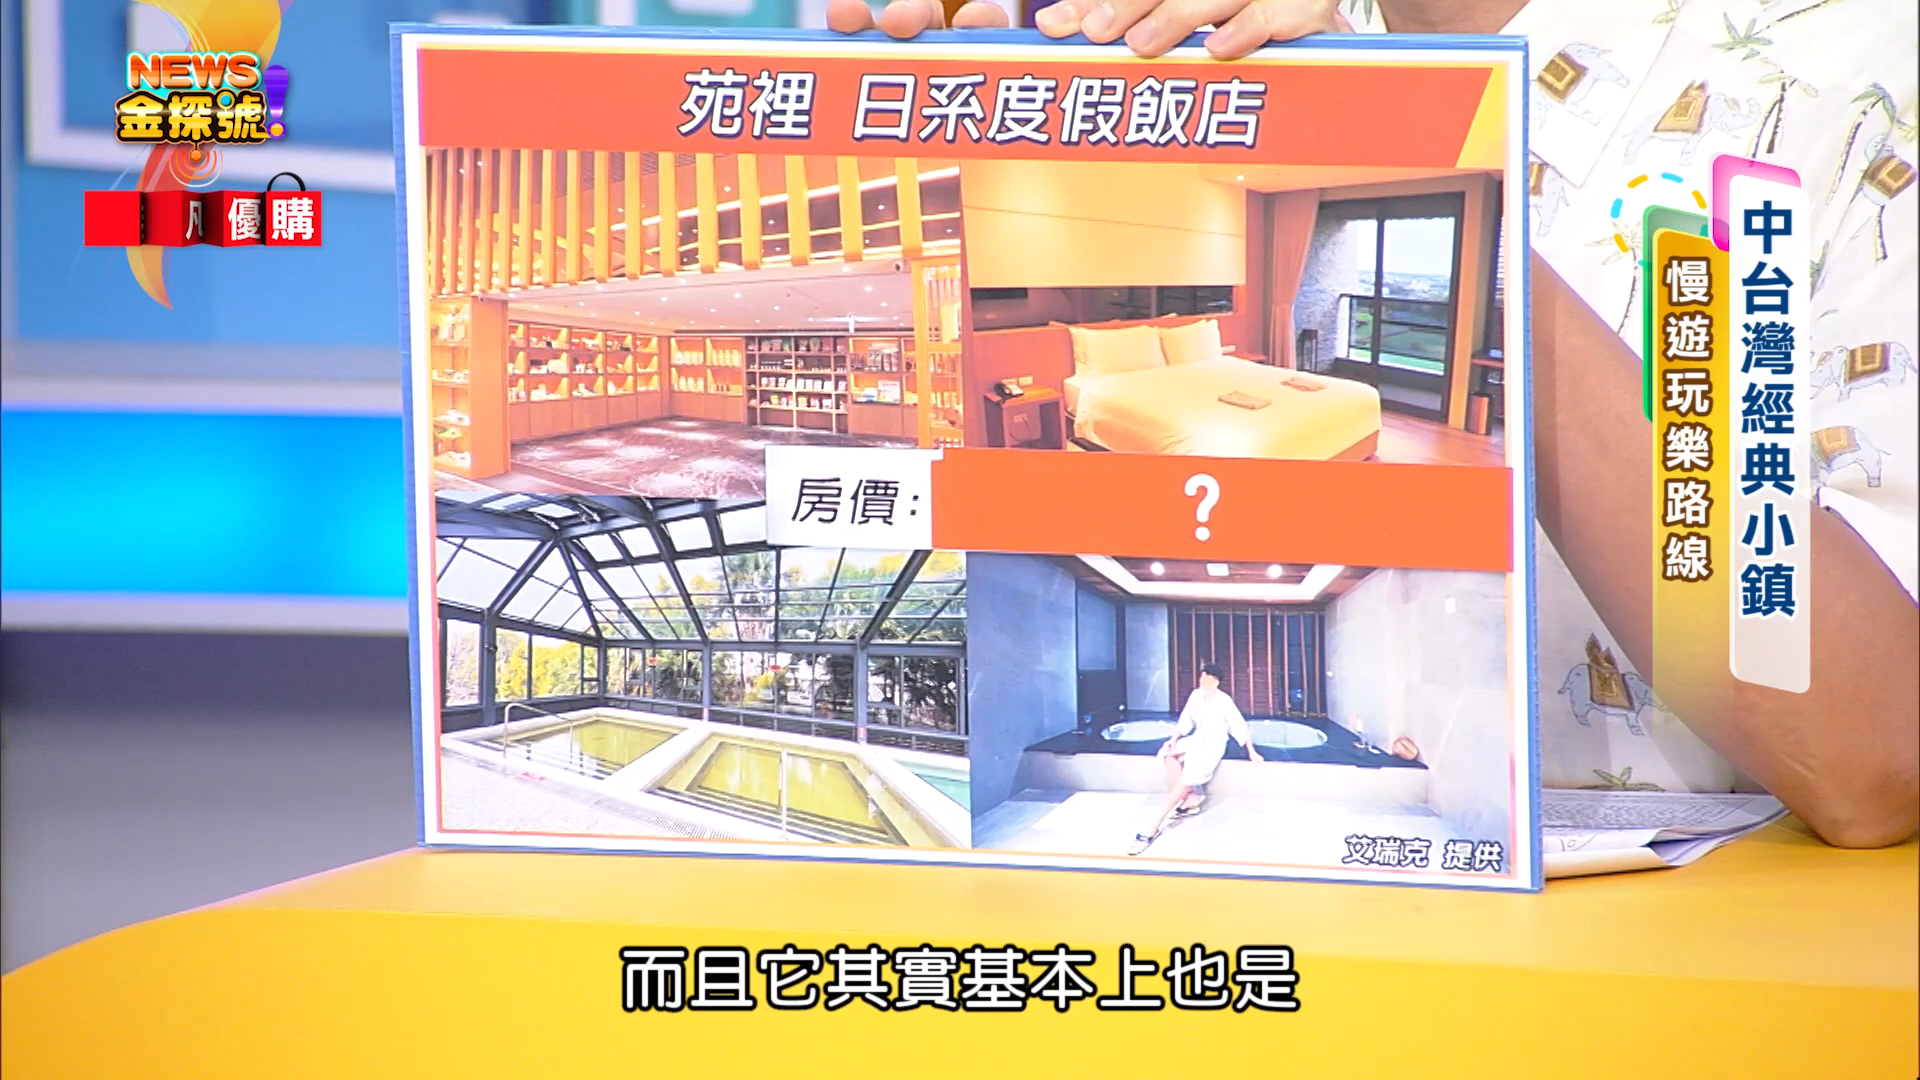 NEWS
金探號!
凡優購
苑裡 日系度假飯店
房價: ?
艾瑞克 提供
中台灣經典小鎮
慢遊玩樂路線
而且它其實基本上也是